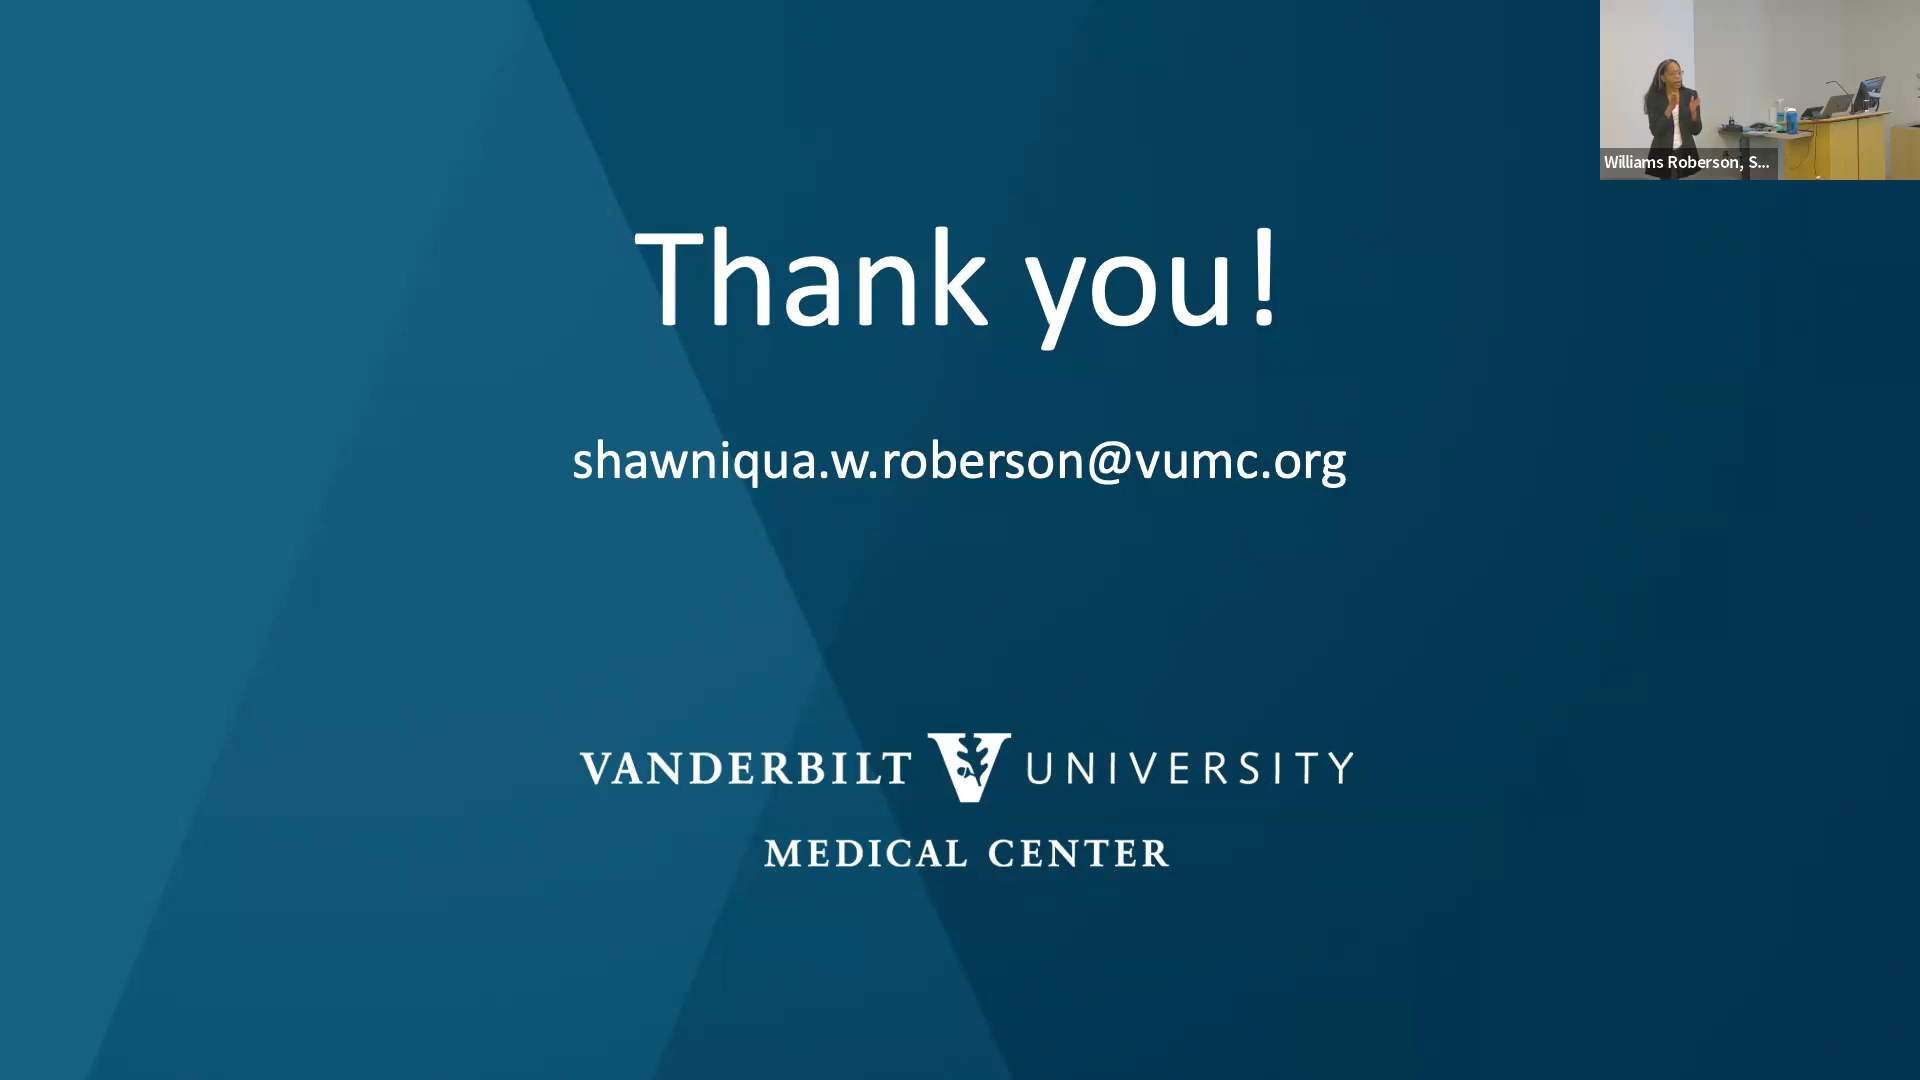 Williams Roberson, S...
Thank you!
shawniqua.w.roberson@vumc.org
VANDERBILT V UNIVERSITY
MEDICAL CENTER